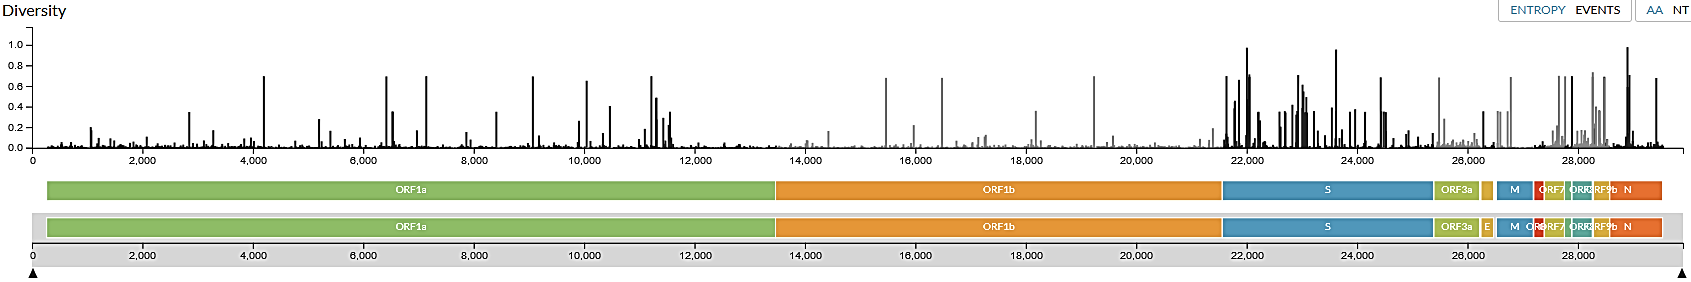 Diversity
ENTROPY EVENTS AA NT
1.0
0.8
0.6
0.4
0.2
0.0
0 2,000 4,000 6,000 8,000 10,000 12,000 14,000 16,000 18,000 20,000 22,000 24,000 26,000 28,000
ORF1a ORF1b S ORF3a M ORF7 RF9b N
ORF1a ORF1b S ORF3a E M ORF7 RF9b N
0 2,000 4,000 6,000 8,000 10,000 12,000 14,000 16,000 18,000 20,000 22,000 24,000 26,000 28,000